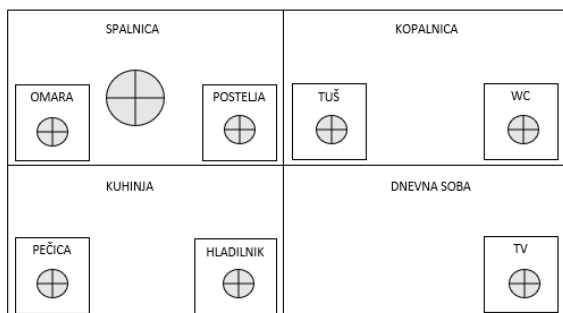 SPALNICA
KOPALNICA
OMARA
POSTELJA
TUŠ
WC
KUHINJA
DNEVNA SOBA
PEČICA
HLADILNIK
TV